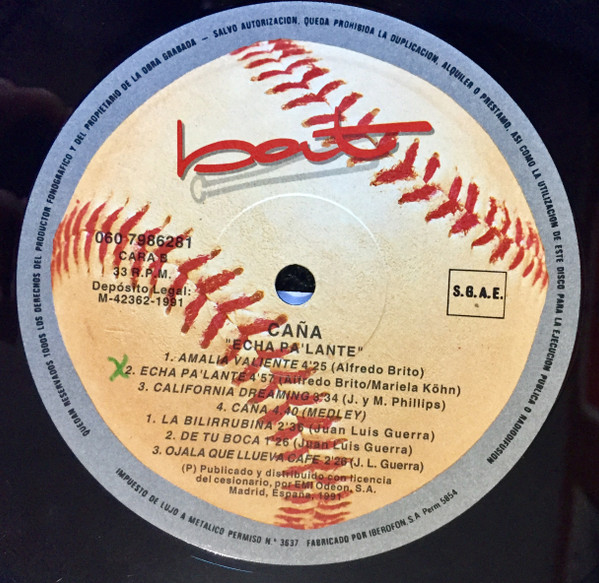 QUEDAN RESERVADOS TODOS LOS DERECHOS DEL PRODUCTOR FONOGRAFICO Y DEL PROPIETARIO DE LA OBRA GRABADA — SALVO AUTORIZACION, QUEDA PROHIBIDA LA DUPLICACION, ALQUILER O PRESTAMO, ASI COMO LA UTILIZACION DE ESTE DISCO PARA LA EJECUCION PUBLICA O RADIODIFUSION
bat
060 7986281
CARA B
33 R.P.M.
Depósito Legal:
M-42362-1991
S.G.A.E.
CAÑA
"ECHA PA'LANTE"
1. AMALIA VALIENTE 4'25 (Alfredo Brito)
X 2. ECHA PA'LANTE 4'57 (Alfredo Brito/Mariela Köhn)
3. CALIFORNIA DREAMING 3'34 (J. y M. Phillips)
4. CAÑA 4.40 (MEDLEY)
1. LA BILIRRUBINA 2'36 (Juan Luis Guerra)
2. DE TU BOCA 1'26 (Juan Luis Guerra)
3. OJALA QUE LLUEVA CAFE 2'26 (J. L. Guerra)
(P) Publicado y distribuido con licencia
del cesionario, por EMI Odeon, S.A.
Madrid, España, 1991
IMPUESTO DE LUJO A METALICO PERMISO N.° 3637 FABRICADO POR IBEROFON, S.A Perm 5854